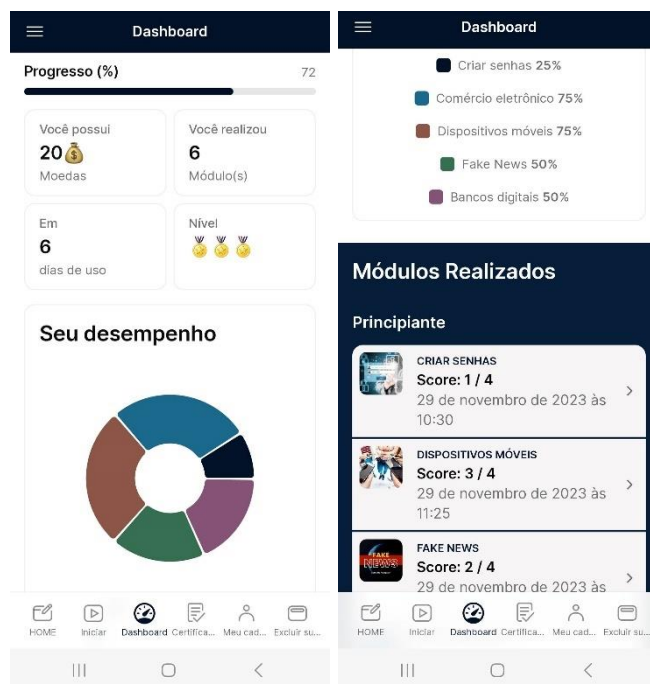 Dashboard
Progresso (%) 72
Você possui
20
Moedas
Você realizou
6
Módulo(s)
Em
6
dias de uso
Nível
Seu desempenho
HOME Iniciar Dashboard Certifica... Meu cad... Excluir su...
Dashboard
Criar senhas 25%
Comércio eletrônico 75%
Dispositivos móveis 75%
Fake News 50%
Bancos digitais 50%
Módulos Realizados
Principiante
CRIAR SENHAS
Score: 1 / 4
29 de novembro de 2023 às
10:30
DISPOSITIVOS MÓVEIS
Score: 3 / 4
29 de novembro de 2023 às
11:25
FAKE
NEWS
FAKE NEWS
Score: 2 / 4
29 de novembro de 2023 às
HOME Iniciar Dashboard Certifica... Meu cad... Excluir su...